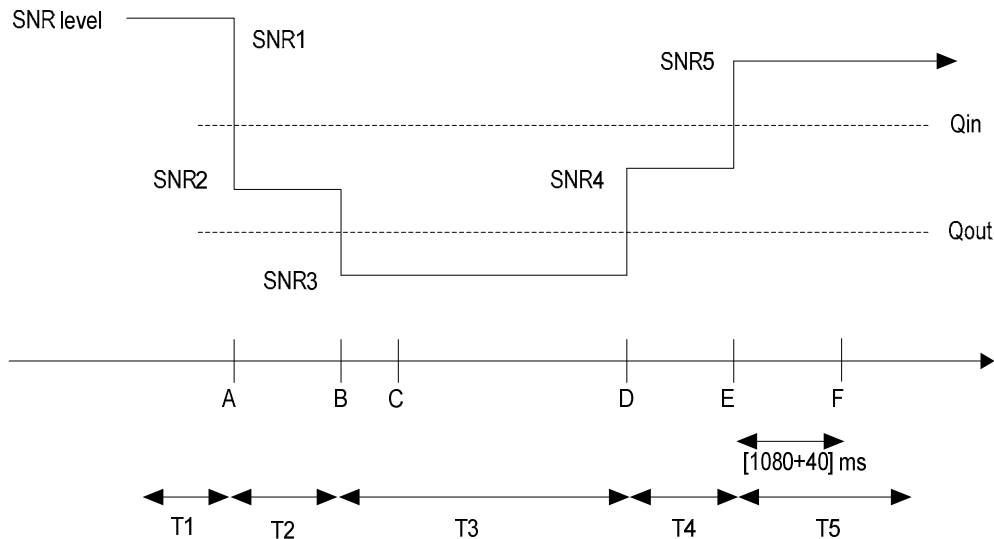 SNR level
SNR1
SNR5
Qin
SNR2
SNR4
Qout
SNR3
A B C D E F
[1080+40] ms
T1 T2 T3 T4 T5